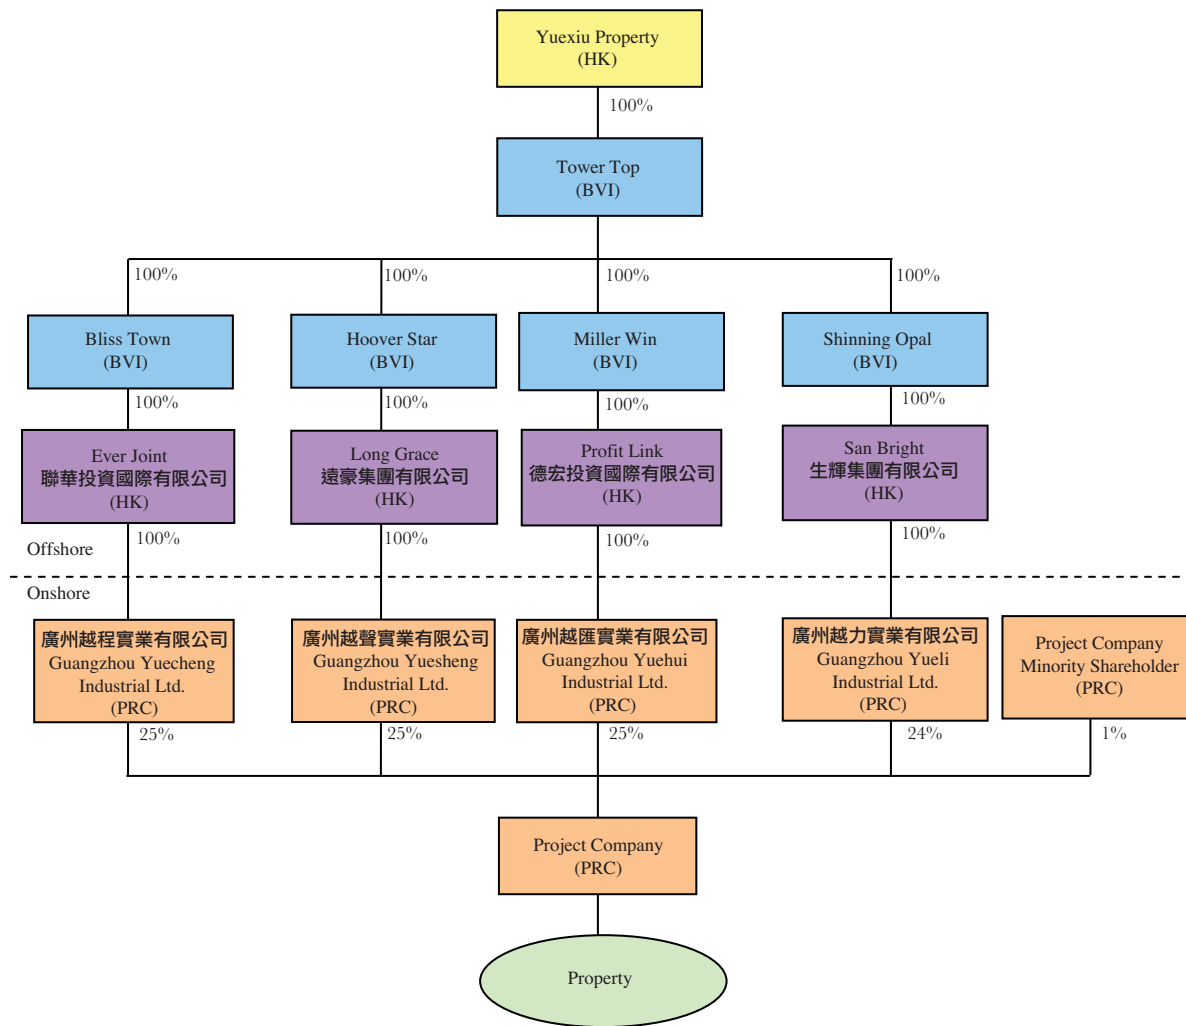 Yuexiu Property
(HK)
100%
Tower Top
(BVI)
100%
100%
100%
100%
Bliss Town
(BVI)
Hoover Star
(BVI)
Miller Win
(BVI)
Shinning Opal
(BVI)
100%
100%
100%
100%
Ever Joint
聯華投資國際有限公司
(HK)
Long Grace
遠豪集團有限公司
(HK)
Profit Link
德宏投資國際有限公司
(HK)
San Bright
生輝集團有限公司
(HK)
100%
100%
100%
100%
Offshore
Onshore
廣州越程實業有限公司
Guangzhou Yuecheng
Industrial Ltd.
(PRC)
廣州越聲實業有限公司
Guangzhou Yuesheng
Industrial Ltd.
(PRC)
廣州越匯實業有限公司
Guangzhou Yuehui
Industrial Ltd.
(PRC)
廣州越力實業有限公司
Guangzhou Yueli
Industrial Ltd.
(PRC)
Project Company
Minority Shareholder
(PRC)
25%
25%
25%
24%
1%
Project Company
(PRC)
Property